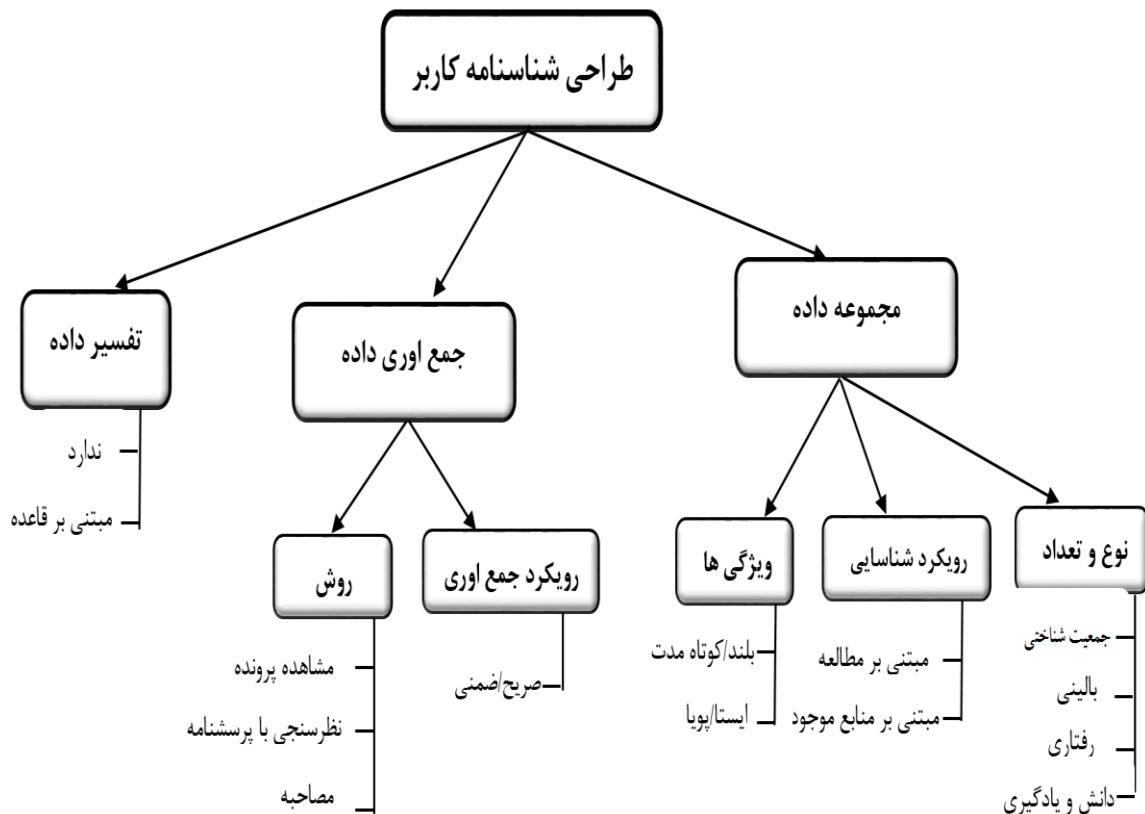 طراحی شناسنامه کاربر
مجموعه داده
جمع اوری داده
تفسیر داده
نوع و تعداد
جمعیت شناختی
بالینی
رفتاری
دانش و یادگیری
رویکرد شناسایی
مبتنی بر مطالعه
مبتنی بر منابع موجود
ویژگی ها
بلند/کوتاه مدت
ایستا/پویا
رویکرد جمع اوری
صریح/ضمنی
روش
مشاهده پرونده
نظرسنجی با پرسشنامه
مصاحبه
ندارد
مبتنی بر قاعده